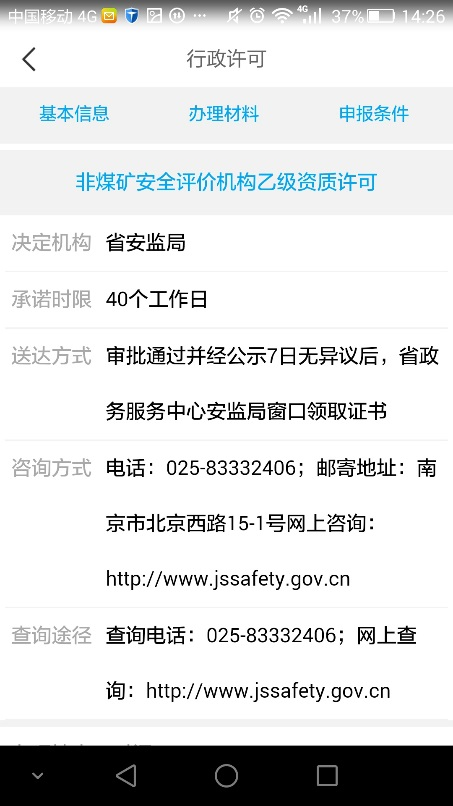 中国移动 4G 4G 37% 14:26
行政许可
基本信息 办理材料 申报条件
非煤矿安全评价机构乙级资质许可
决定机构 省安监局
承诺时限 40个工作日
送达方式 审批通过并经公示7日无异议后，省政
务服务中心安监局窗口领取证书
咨询方式 电话：025-83332406；邮寄地址：南
京市北京西路15-1号网上咨询：
http://www.jssafety.gov.cn
查询途径 查询电话：025-83332406；网上查
询：http://www.jssafety.gov.cn